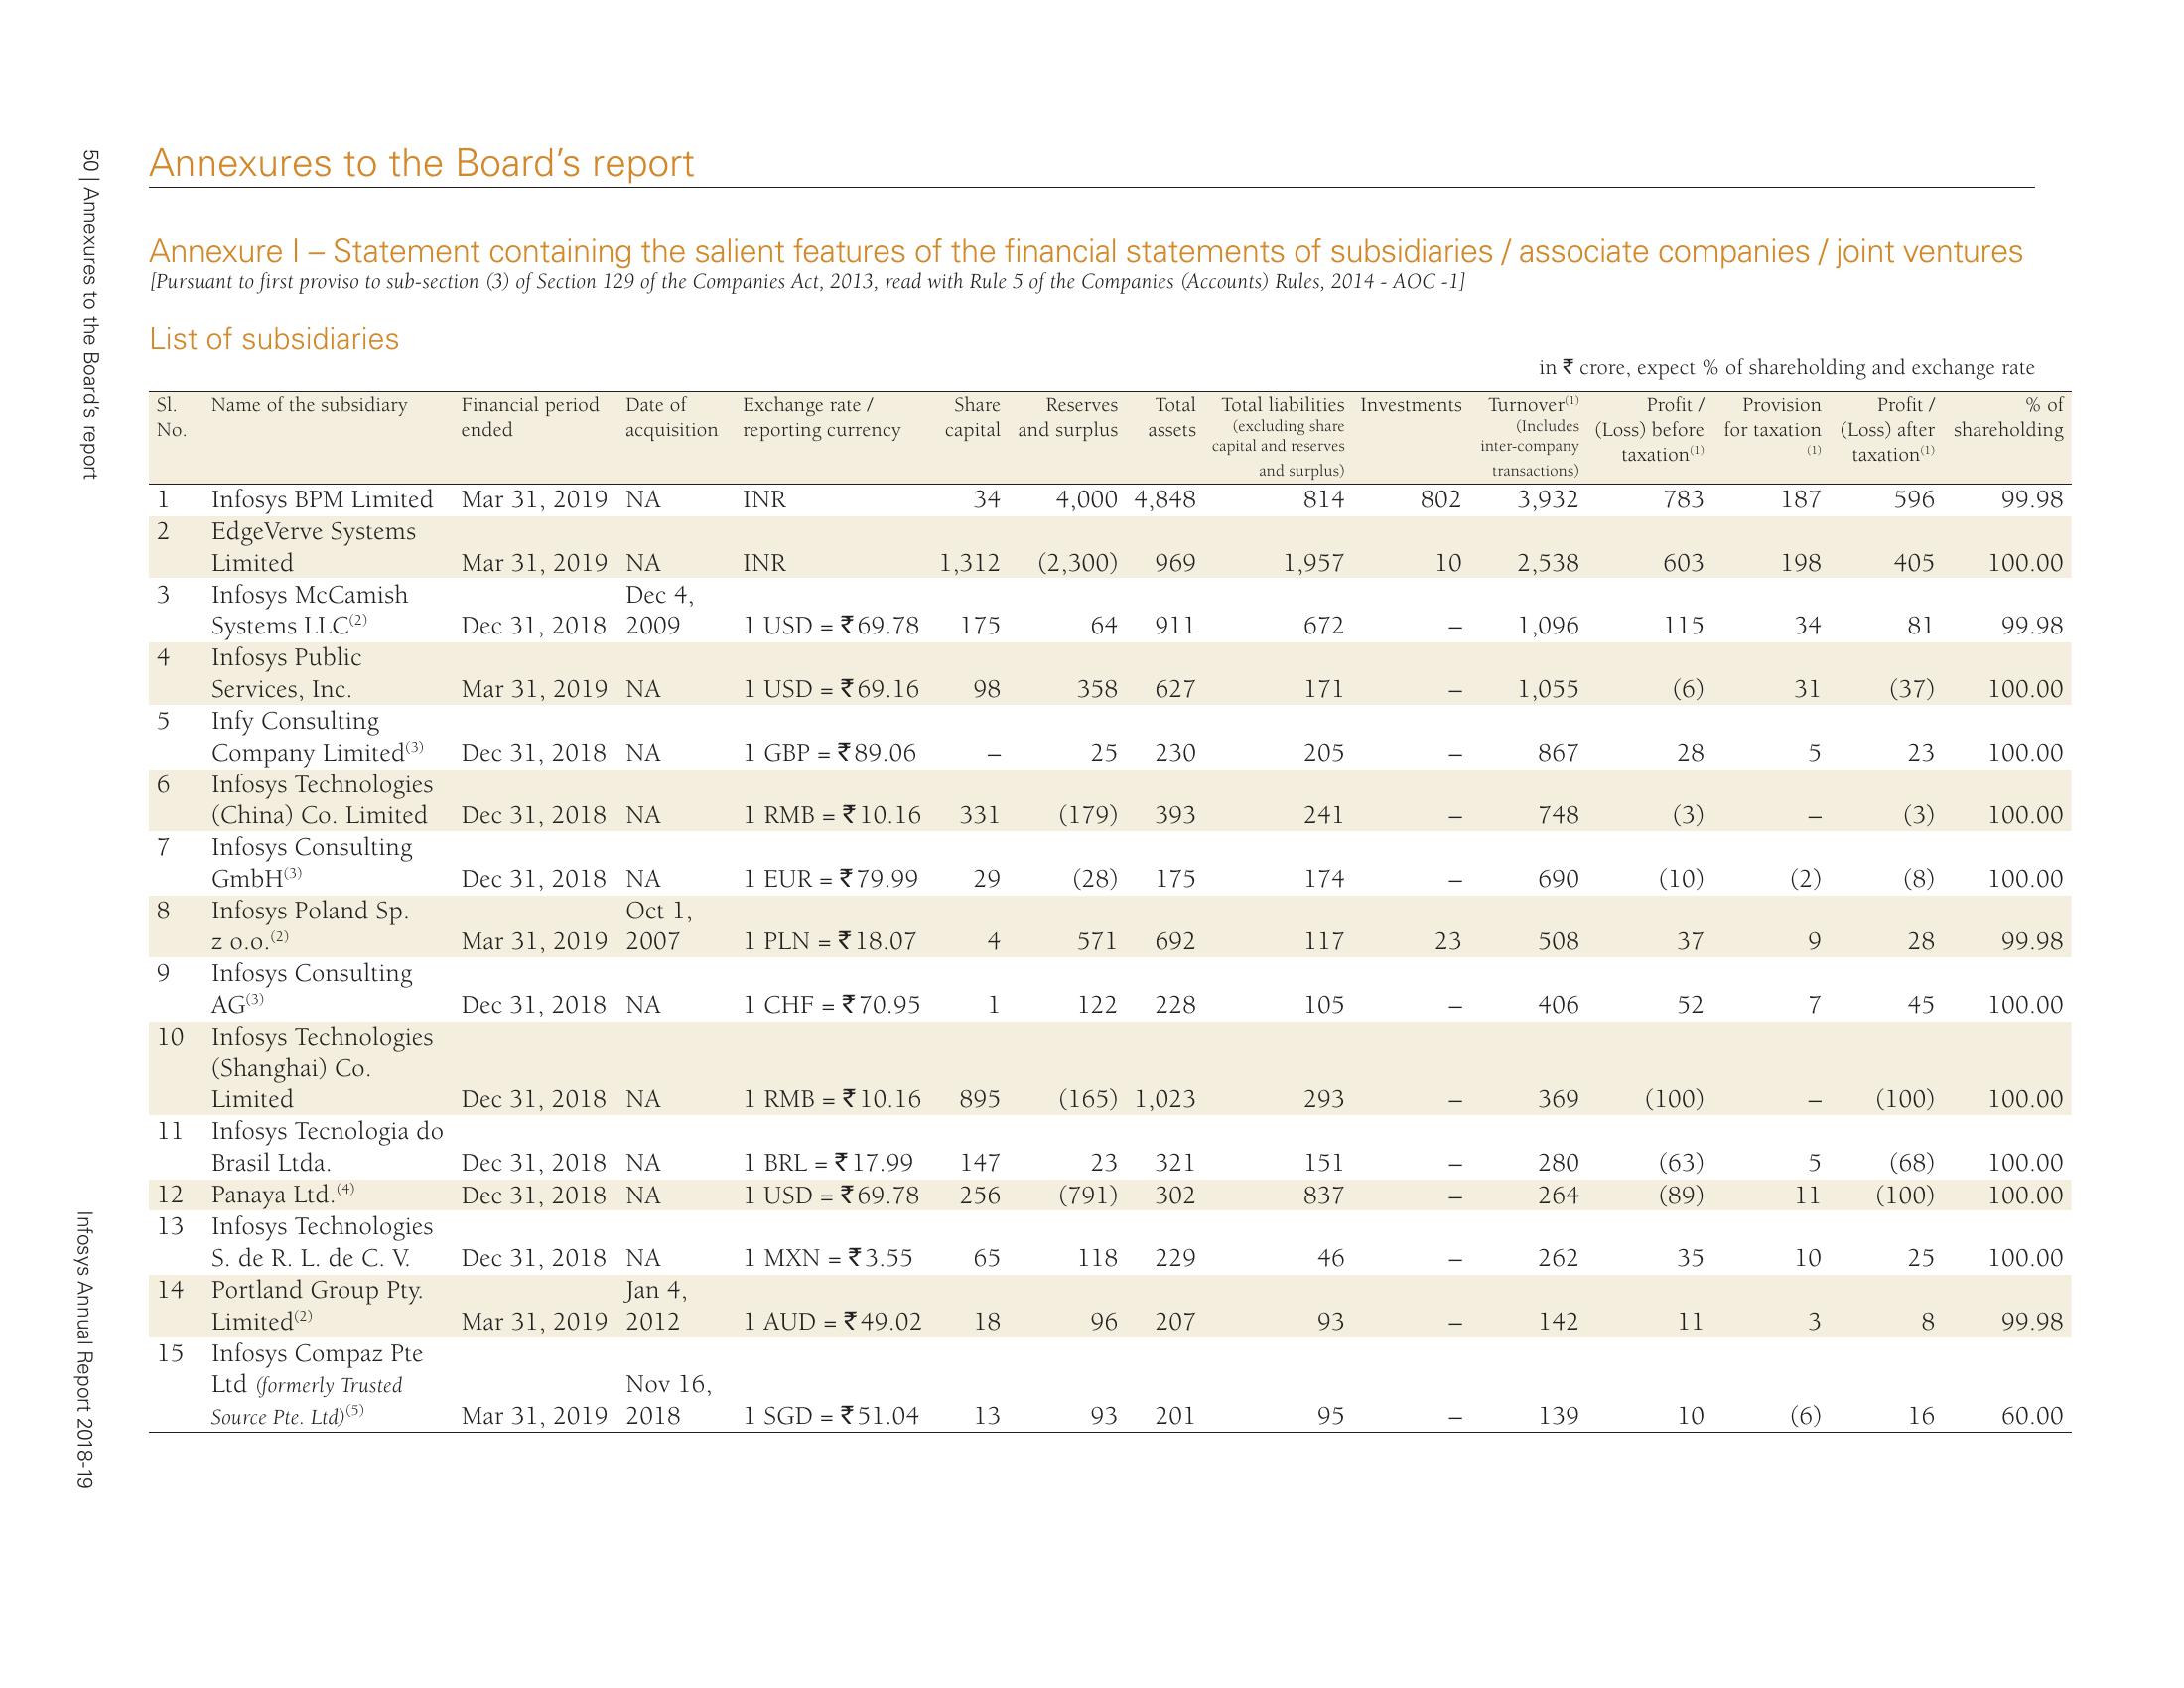 50 | Annexures to the Board’s report
Annexures to the Board’s report
Annexure I – Statement containing the salient features of the financial statements of subsidiaries / associate companies / joint ventures
[Pursuant to first proviso to sub-section (3) of Section 129 of the Companies Act, 2013, read with Rule 5 of the Companies (Accounts) Rules, 2014 - AOC -1]
List of subsidiaries
in ₹ crore, expect % of shareholding and exchange rate
Sl. Name of the subsidiary Financial period Date of Exchange rate / Share Reserves Total Total liabilities Investments Turnover(1) Profit / Provision Profit / % of
No. ended acquisition reporting currency capital and surplus assets (excluding share (Includes (Loss) before for taxation (Loss) after shareholding
capital and reserves inter-company taxation(1) (1) taxation(1)
and surplus) transactions)
1 Infosys BPM Limited Mar 31, 2019 NA INR 34 4,000 4,848 814 802 3,932 783 187 596 99.98
2 EdgeVerve Systems
Limited Mar 31, 2019 NA INR 1,312 (2,300) 969 1,957 10 2,538 603 198 405 100.00
3 Infosys McCamish Dec 4,
Systems LLC(2) Dec 31, 2018 2009 1 USD = ₹69.78 175 64 911 672 – 1,096 115 34 81 99.98
4 Infosys Public
Services, Inc. Mar 31, 2019 NA 1 USD = ₹69.16 98 358 627 171 – 1,055 (6) 31 (37) 100.00
5 Infy Consulting
Company Limited(3) Dec 31, 2018 NA 1 GBP = ₹89.06 – 25 230 205 – 867 28 5 23 100.00
6 Infosys Technologies
(China) Co. Limited Dec 31, 2018 NA 1 RMB = ₹10.16 331 (179) 393 241 – 748 (3) – (3) 100.00
7 Infosys Consulting
GmbH(3) Dec 31, 2018 NA 1 EUR = ₹79.99 29 (28) 175 174 – 690 (10) (2) (8) 100.00
8 Infosys Poland Sp. Oct 1,
z o.o.(2) Mar 31, 2019 2007 1 PLN = ₹18.07 4 571 692 117 23 508 37 9 28 99.98
9 Infosys Consulting
AG(3) Dec 31, 2018 NA 1 CHF = ₹70.95 1 122 228 105 – 406 52 7 45 100.00
10 Infosys Technologies
(Shanghai) Co.
Limited Dec 31, 2018 NA 1 RMB = ₹10.16 895 (165) 1,023 293 – 369 (100) – (100) 100.00
11 Infosys Tecnologia do
Brasil Ltda. Dec 31, 2018 NA 1 BRL = ₹17.99 147 23 321 151 – 280 (63) 5 (68) 100.00
12 Panaya Ltd.(4) Dec 31, 2018 NA 1 USD = ₹69.78 256 (791) 302 837 – 264 (89) 11 (100) 100.00
13 Infosys Technologies
S. de R. L. de C. V. Dec 31, 2018 NA 1 MXN = ₹3.55 65 118 229 46 – 262 35 10 25 100.00
14 Portland Group Pty. Jan 4,
Limited(2) Mar 31, 2019 2012 1 AUD = ₹49.02 18 96 207 93 – 142 11 3 8 99.98
15 Infosys Compaz Pte
Ltd (formerly Trusted Nov 16,
Source Pte. Ltd)(5) Mar 31, 2019 2018 1 SGD = ₹51.04 13 93 201 95 – 139 10 (6) 16 60.00
Infosys Annual Report 2018-19